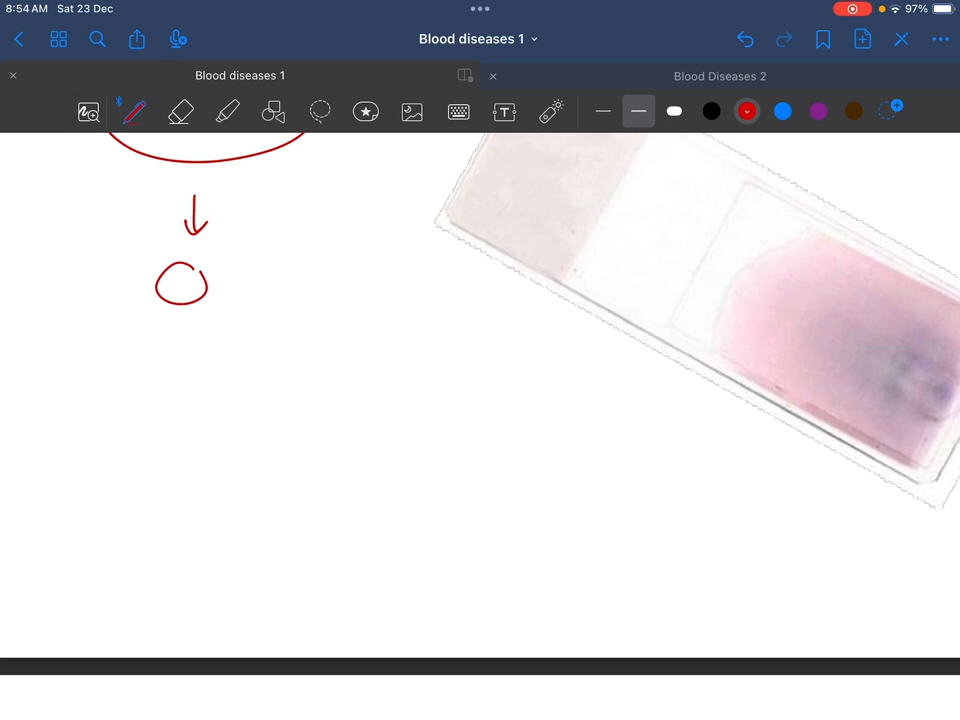 8:54 AM Sat 23 Dec
97%
Blood diseases 1
Blood diseases 1
Blood Diseases 2
T